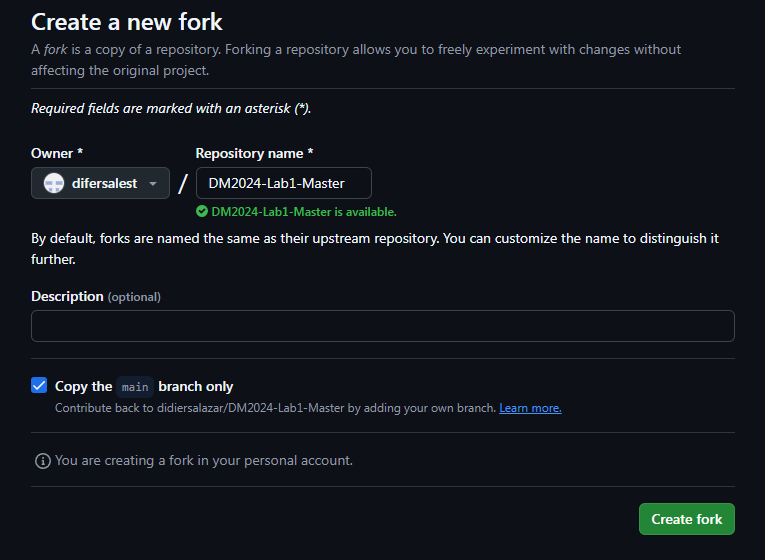 Create a new fork
A fork is a copy of a repository. Forking a repository allows you to freely experiment with changes without
affecting the original project.
Required fields are marked with an asterisk (*).
Owner *
Repository name *
difersalest
/
DM2024-Lab1-Master
DM2024-Lab1-Master is available.
By default, forks are named the same as their upstream repository. You can customize the name to distinguish it
further.
Description (optional)
Copy the main branch only
Contribute back to didiersalazar/DM2024-Lab1-Master by adding your own branch. Learn more.
You are creating a fork in your personal account.
Create fork